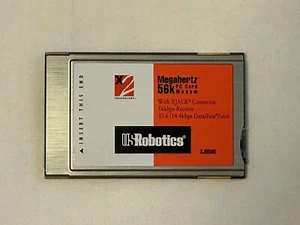 INSERT THIS END
X2
TECHNOLOGY
Megahertz®
56k PC Card
Modem
With XJACK® Connector
56kbps Receive
33.6/14.4kbps Data/Fax/Voice
U.S. Robotics®